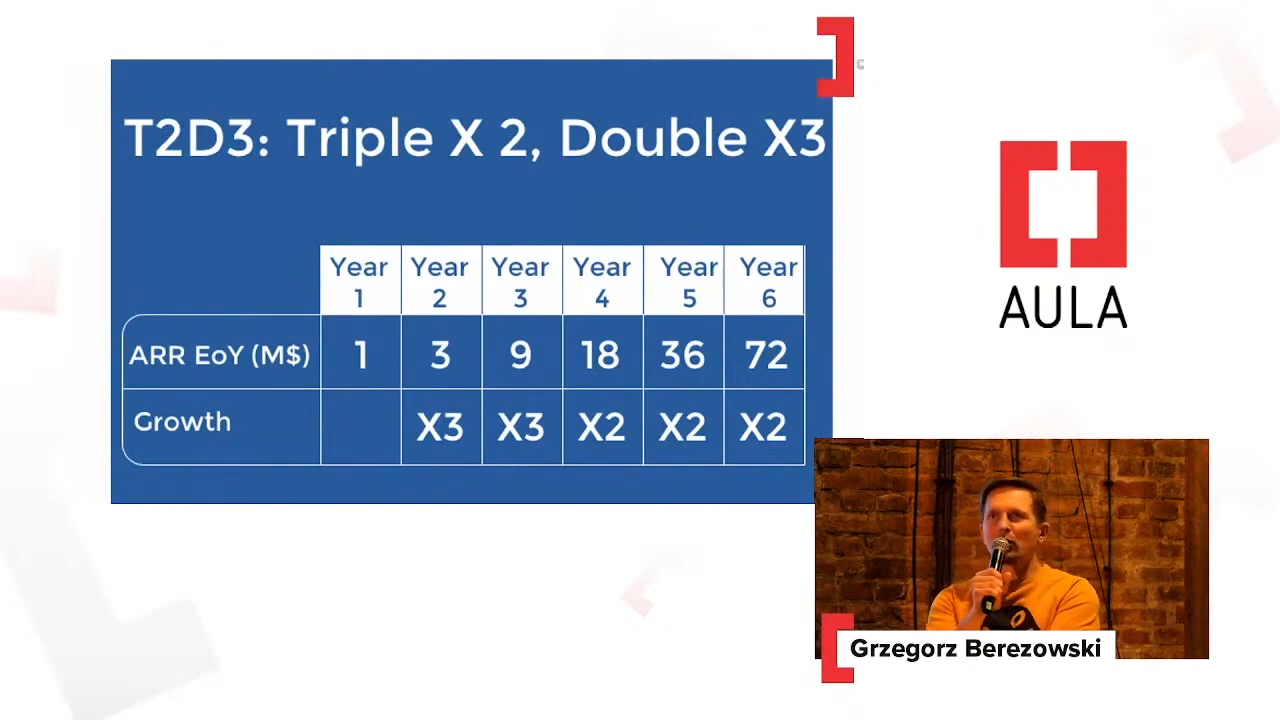 T2D3: Triple X 2, Double X3
Year 1 Year 2 Year 3 Year 4 Year 5 Year 6
ARR EoY (M$) 1 3 9 18 36 72
Growth X3 X3 X2 X2 X2
AULA
Grzegorz Berezowski